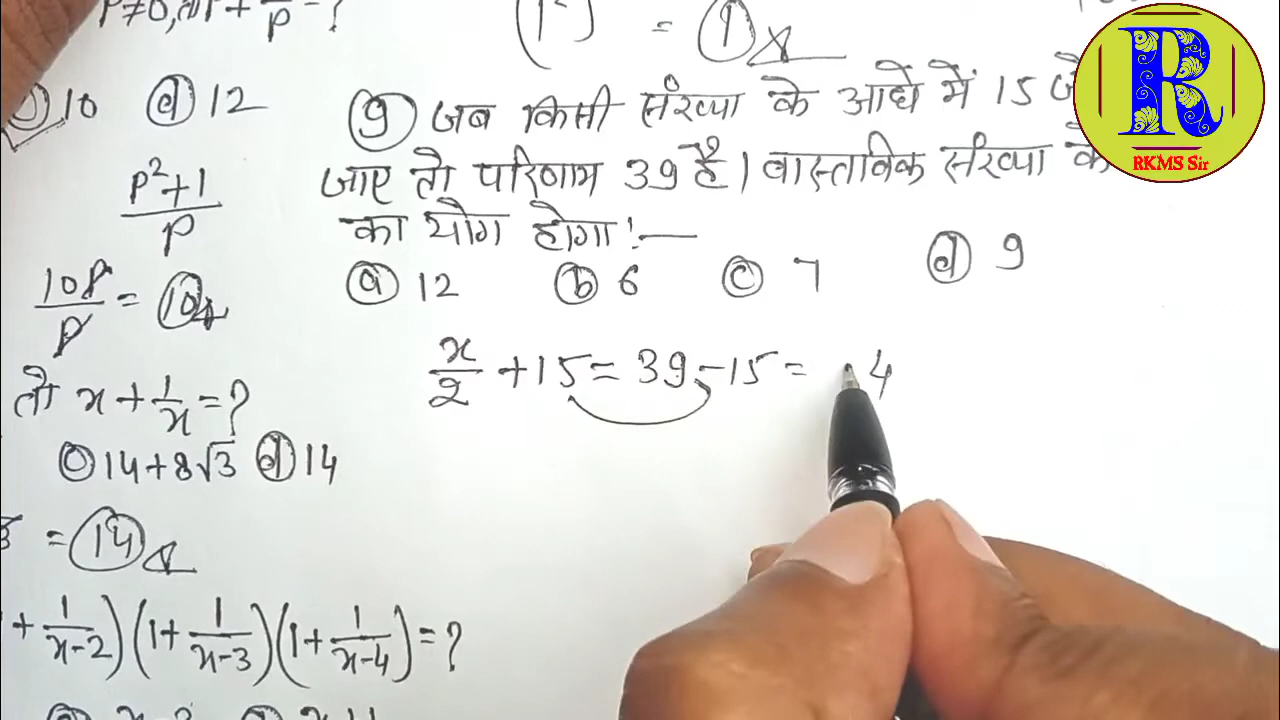 P≠0, तो P +
= ①
10 ⓓ 12
⑨ जब किसी संख्या के आधे में 15
जाए तो परिणाम 39 है। वास्तविक संख्या के
का योग होगा!—
ⓐ 12 ⓑ 6 ⓒ 7 ⓓ 9
x/2 + 15 = 39 - 15 = 4
P²+1/P
10P/P = 10
तो x + 1/x = ?
ⓒ 14+8√3 ⓓ 14
= 14
+ 1/(x-2))(1 + 1/(x-3))(1 + 1/(x-4)) = ?
R
RKMS Sir